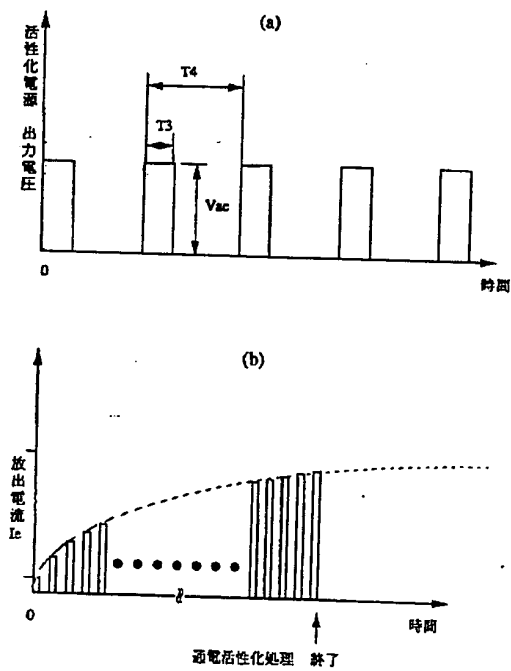 (a)
活性化電源 出力電圧
T4
T3
Vac
0
時間
(b)
放出電流
Ie
0
時間
通電活性化処理 終了